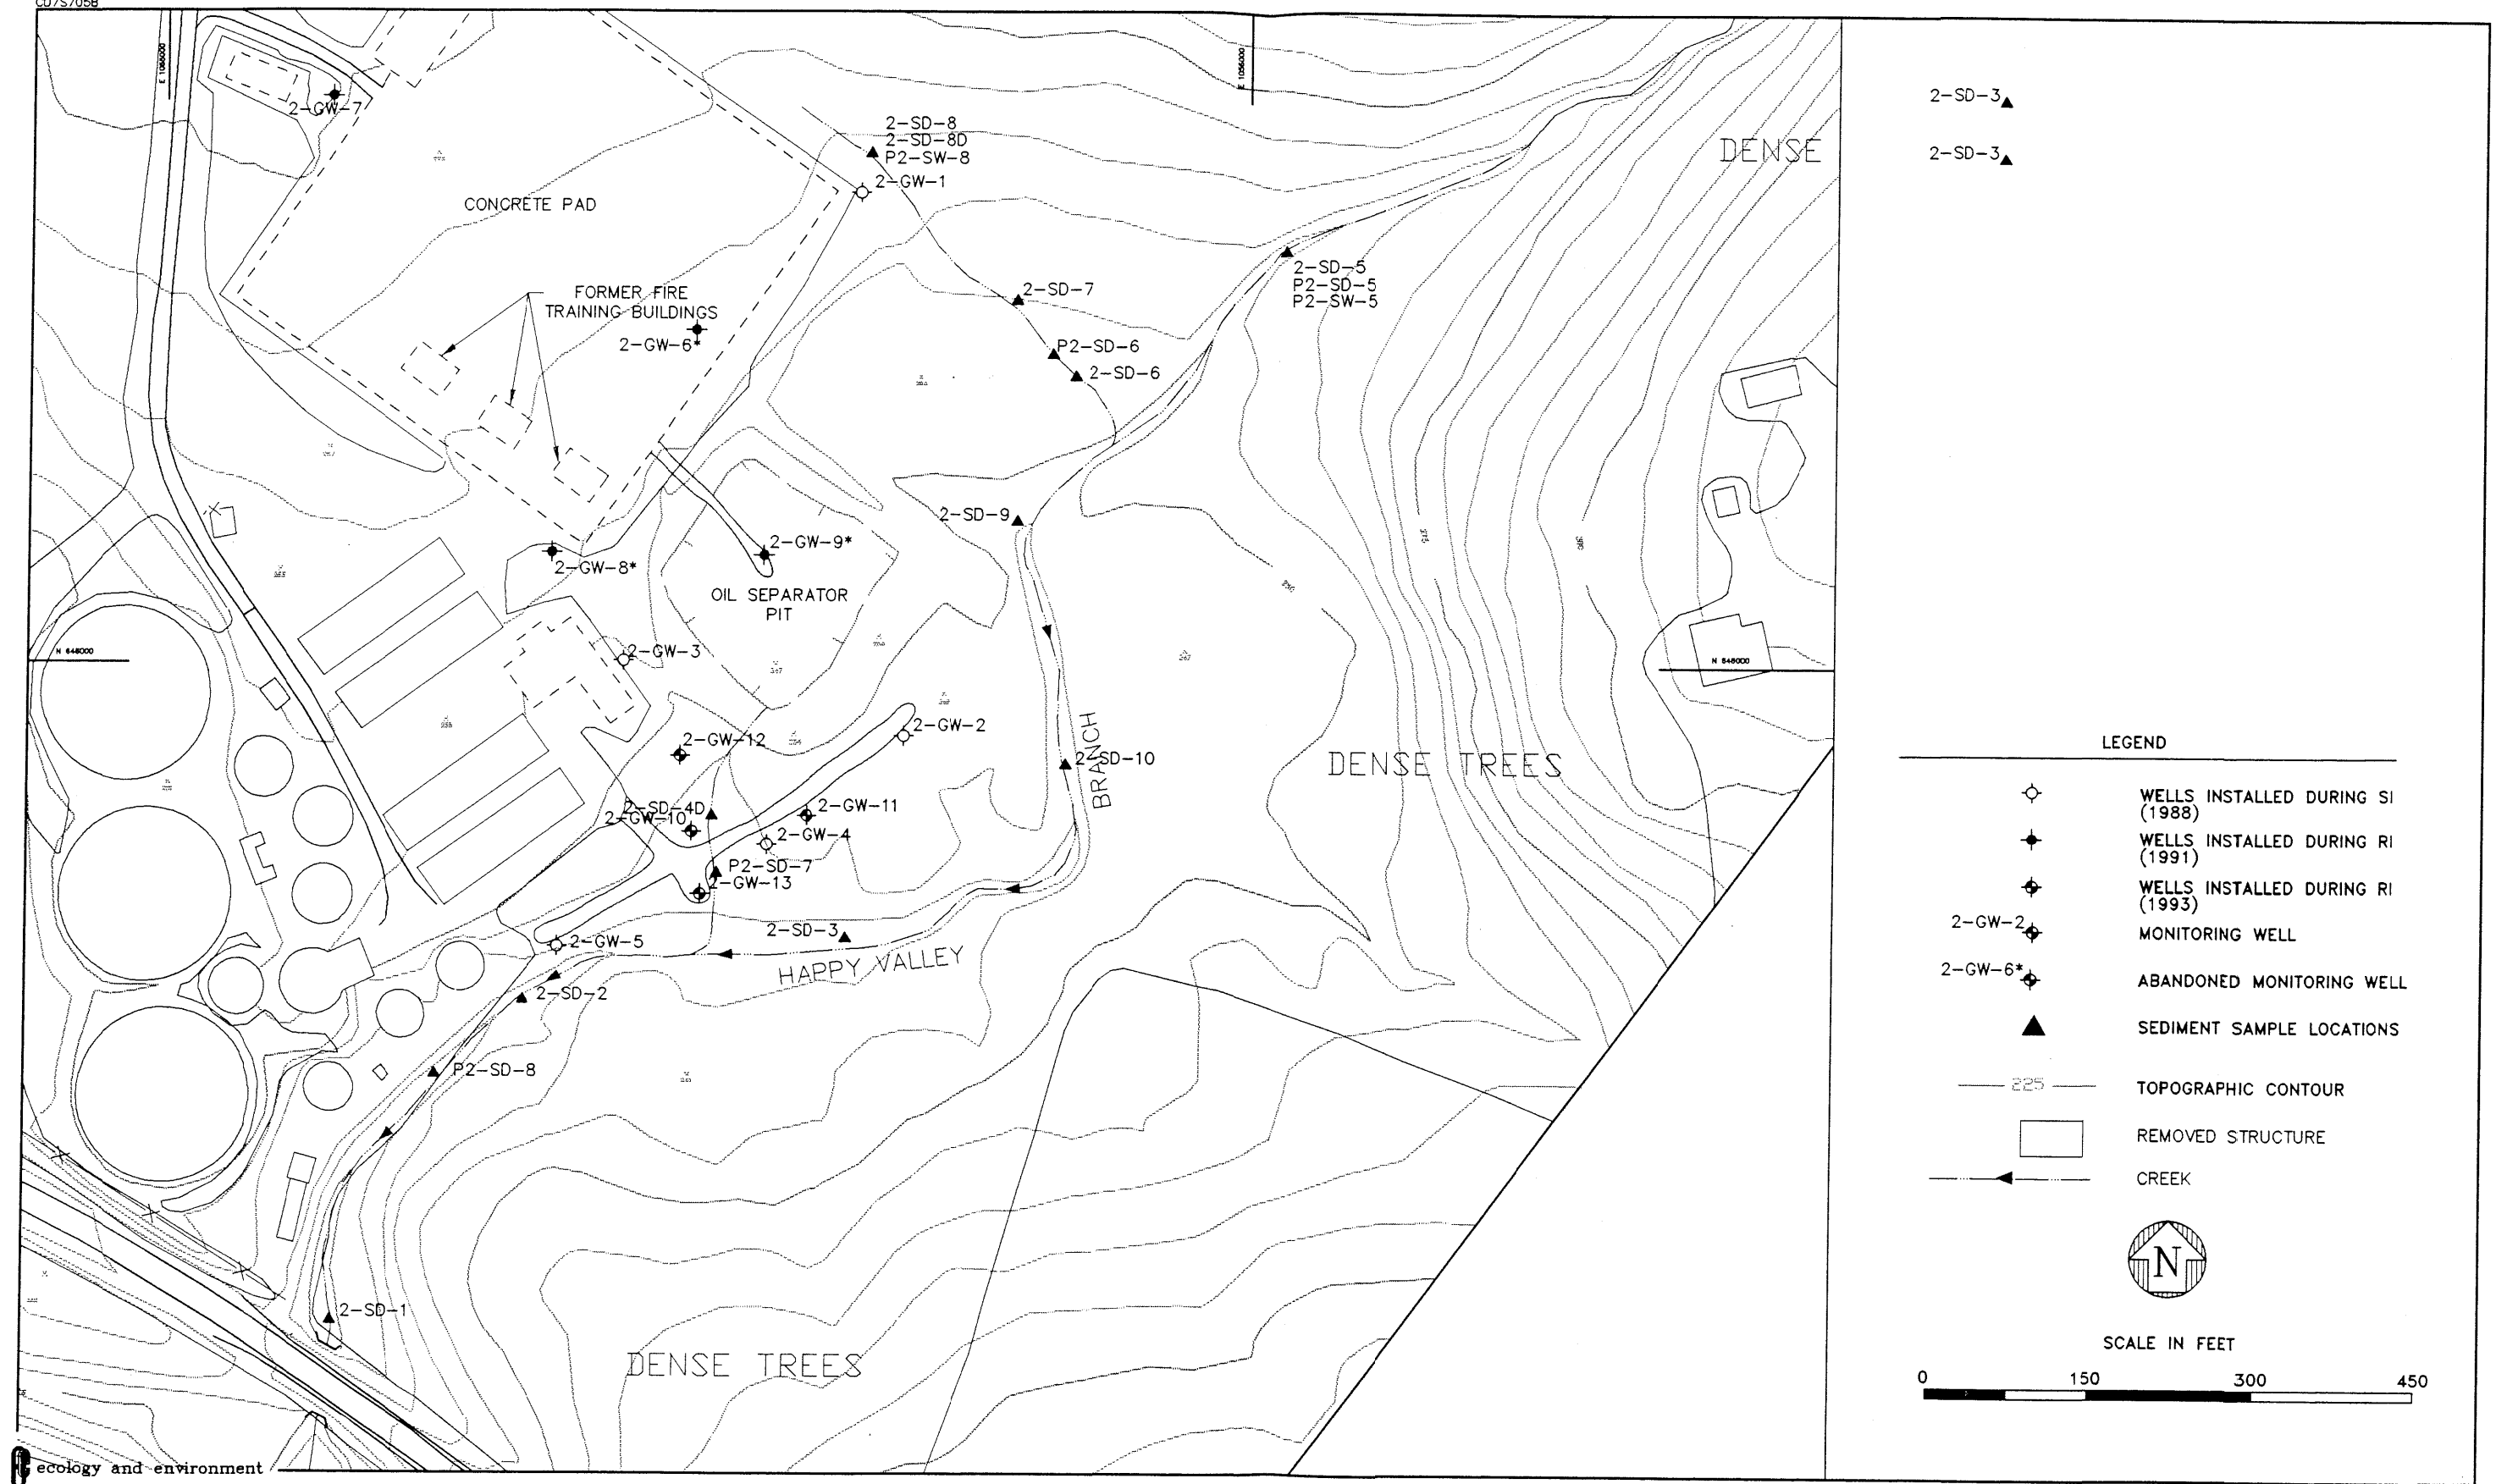 CD7S705B
E 1056000
2-GW-7
2-SD-8
2-SD-8D
P2-SW-8
2-GW-1
DENSE
2-SD-3
2-SD-3
CONCRETE PAD
2-SD-5
P2-SD-5
P2-SW-5
2-SD-7
FORMER FIRE
TRAINING BUILDINGS
2-GW-6*
P2-SD-6
2-SD-6
2-SD-9
2-GW-9*
2-GW-8*
OIL SEPARATOR
PIT
2-GW-3
N 648000
N 648000
2-GW-2
2-GW-12
BRANCH
2-SD-10
DENSE TREES
2-SD-4D
2-GW-10
2-GW-11
2-GW-4
P2-SD-7
2-GW-13
2-SD-3
2-GW-5
HAPPY VALLEY
2-SD-2
P2-SD-8
2-SD-1
DENSE TREES
LEGEND
WELLS INSTALLED DURING SI
(1988)
WELLS INSTALLED DURING RI
(1991)
WELLS INSTALLED DURING RI
(1993)
2-GW-2
MONITORING WELL
2-GW-6*
ABANDONED MONITORING WELL
SEDIMENT SAMPLE LOCATIONS
225
TOPOGRAPHIC CONTOUR
REMOVED STRUCTURE
CREEK
N
SCALE IN FEET
0 150 300 450
ecology and environment